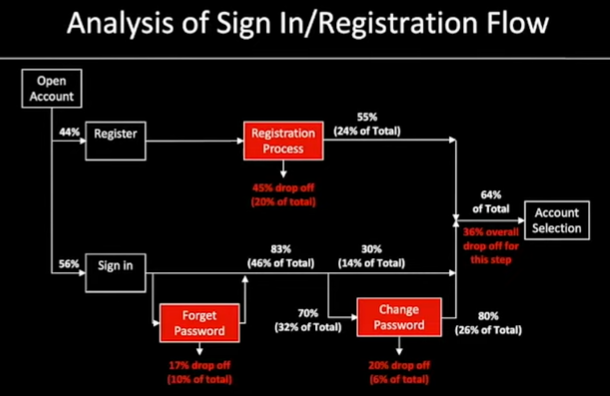 Analysis of Sign In/Registration Flow
Open
Account
44%
Register
Registration
Process
55%
(24% of Total)
45% drop off
(20% of total)
64%
of Total
Account
Selection
36% overall
drop off for
this step
56%
Sign in
83%
(46% of Total)
30%
(14% of Total)
Forget
Password
70%
(32% of Total)
Change
Password
80%
(26% of Total)
17% drop off
(10% of total)
20% drop off
(6% of total)